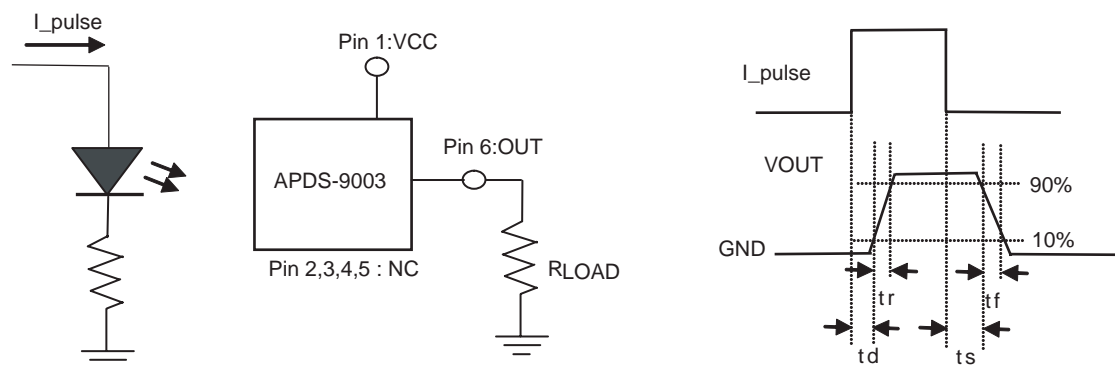 I_pulse
Pin 1:VCC
APDS-9003
Pin 6:OUT
Pin 2,3,4,5 : NC
RLOAD
I_pulse
VOUT
90%
GND
10%
tr
tf
td
ts